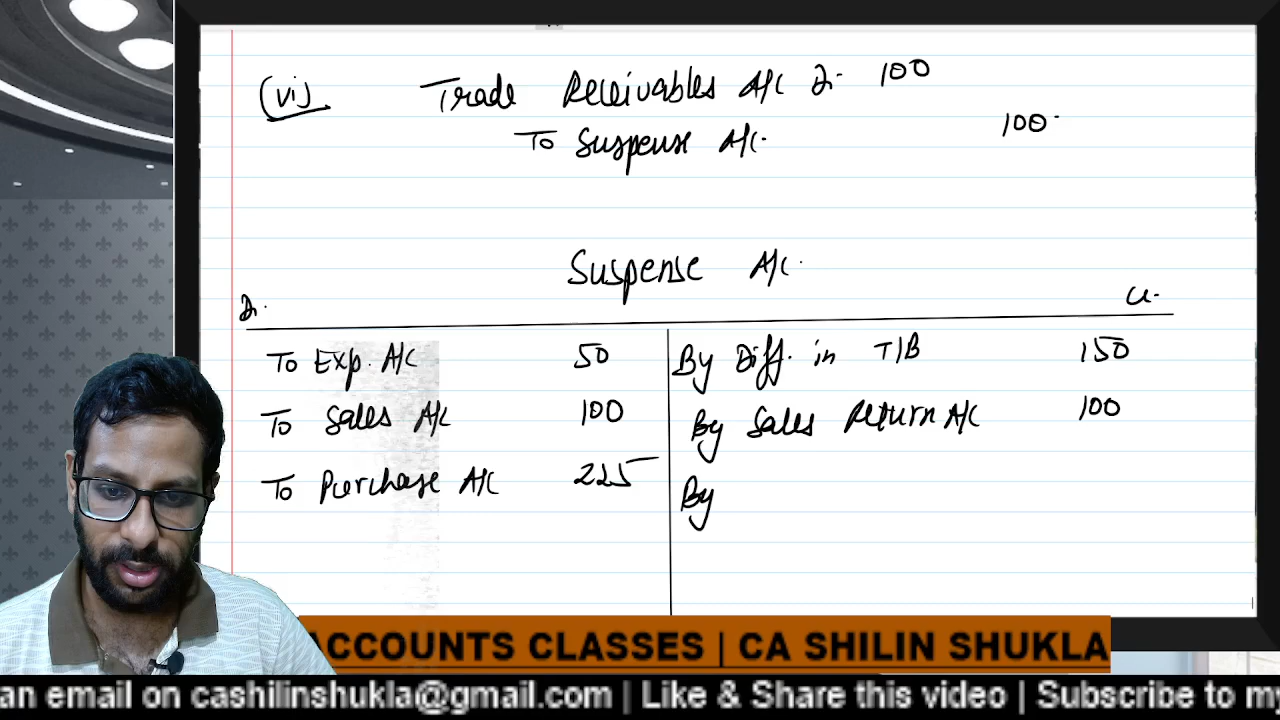 (vi) Trade Receivables A/c Dr. 100
To Suspense A/c. 100
Suspense A/c.
Dr. Cr.
To Exp. A/c 50 By Diff. in T/B 150
To Sales A/c 100 By Sales Return A/c 100
To Purchase A/c 225 By
ACCOUNTS CLASSES | CA SHILIN SHUKLA
an email on cashilinshukla@gmail.com | Like & Share this video | Subscribe to my